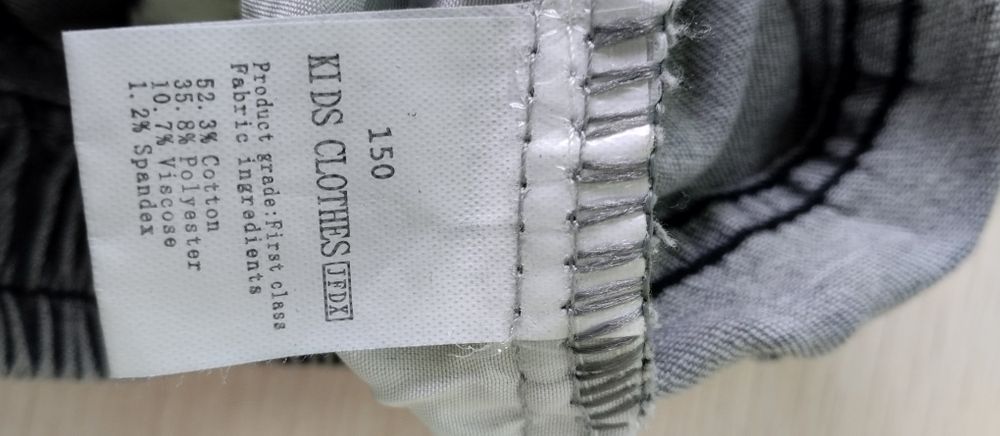 150
KIDS CLOTHES JFDX
Product grade:First class
Fabric ingredients
52.3% Cotton
35.8% Polyester
10.7% Viscose
1.2% Spandex